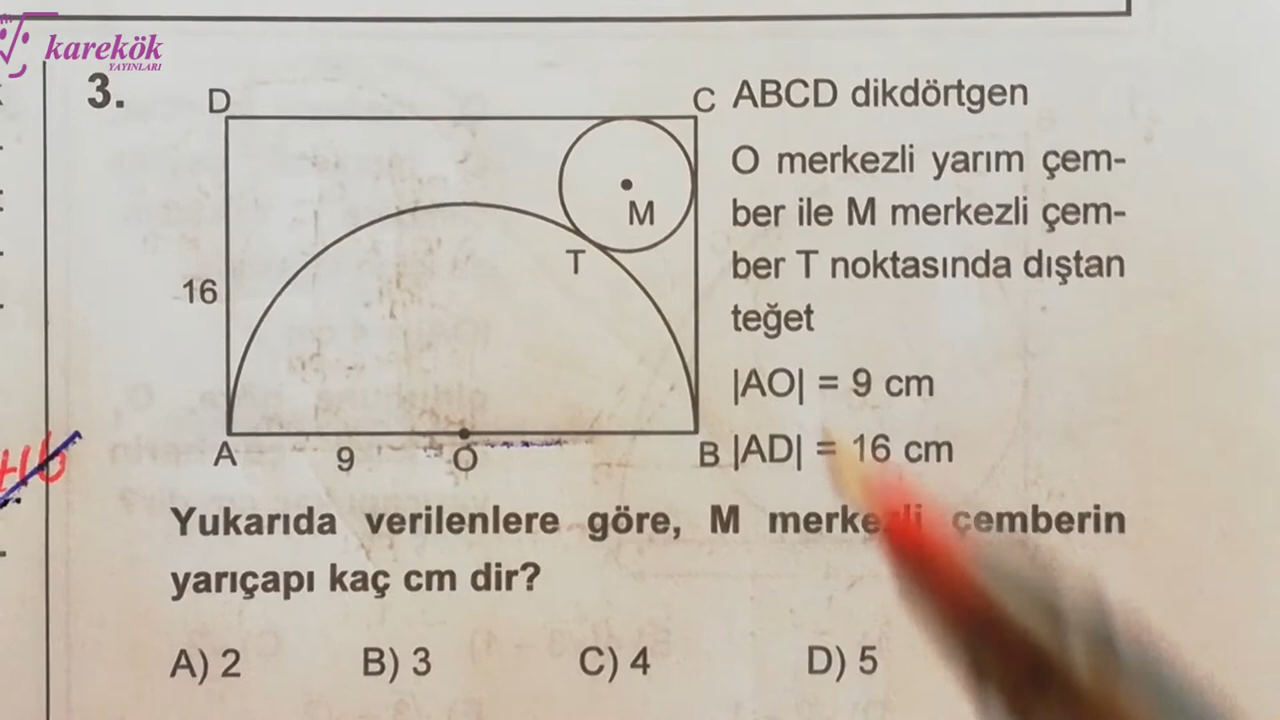 karekök
YAYINLARI
3.
D
C
ABCD dikdörtgen
O merkezli yarım çem-
M
ber ile M merkezli çem-
T
ber T noktasında dıştan
16
teğet
|AO| = 9 cm
A
9
O
B
|AD| = 16 cm
Yukarıda verilenlere göre, M merkezli çemberin
yarıçapı kaç cm dir?
A) 2 B) 3 C) 4 D) 5